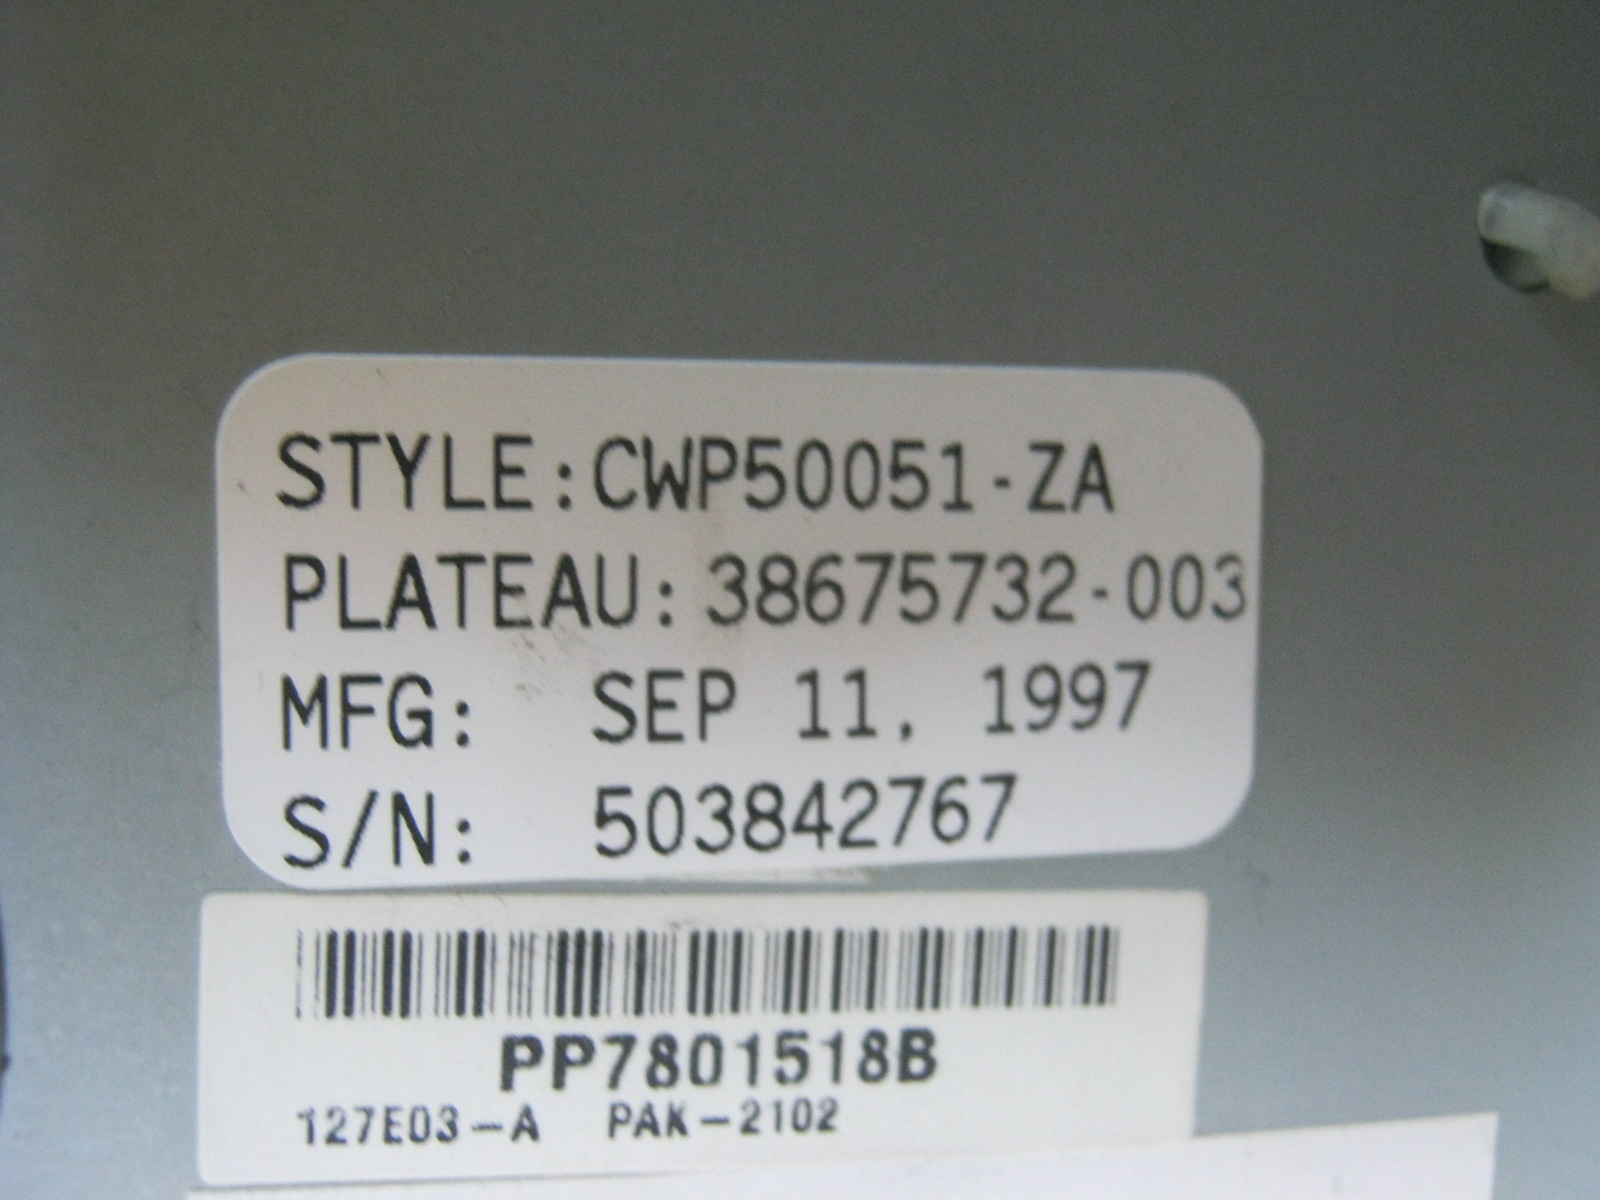 STYLE:CWP50051-ZA
PLATEAU:38675732-003
MFG: SEP 11, 1997
S/N: 503842767
PP7801518B
127E03-A PAK-2102